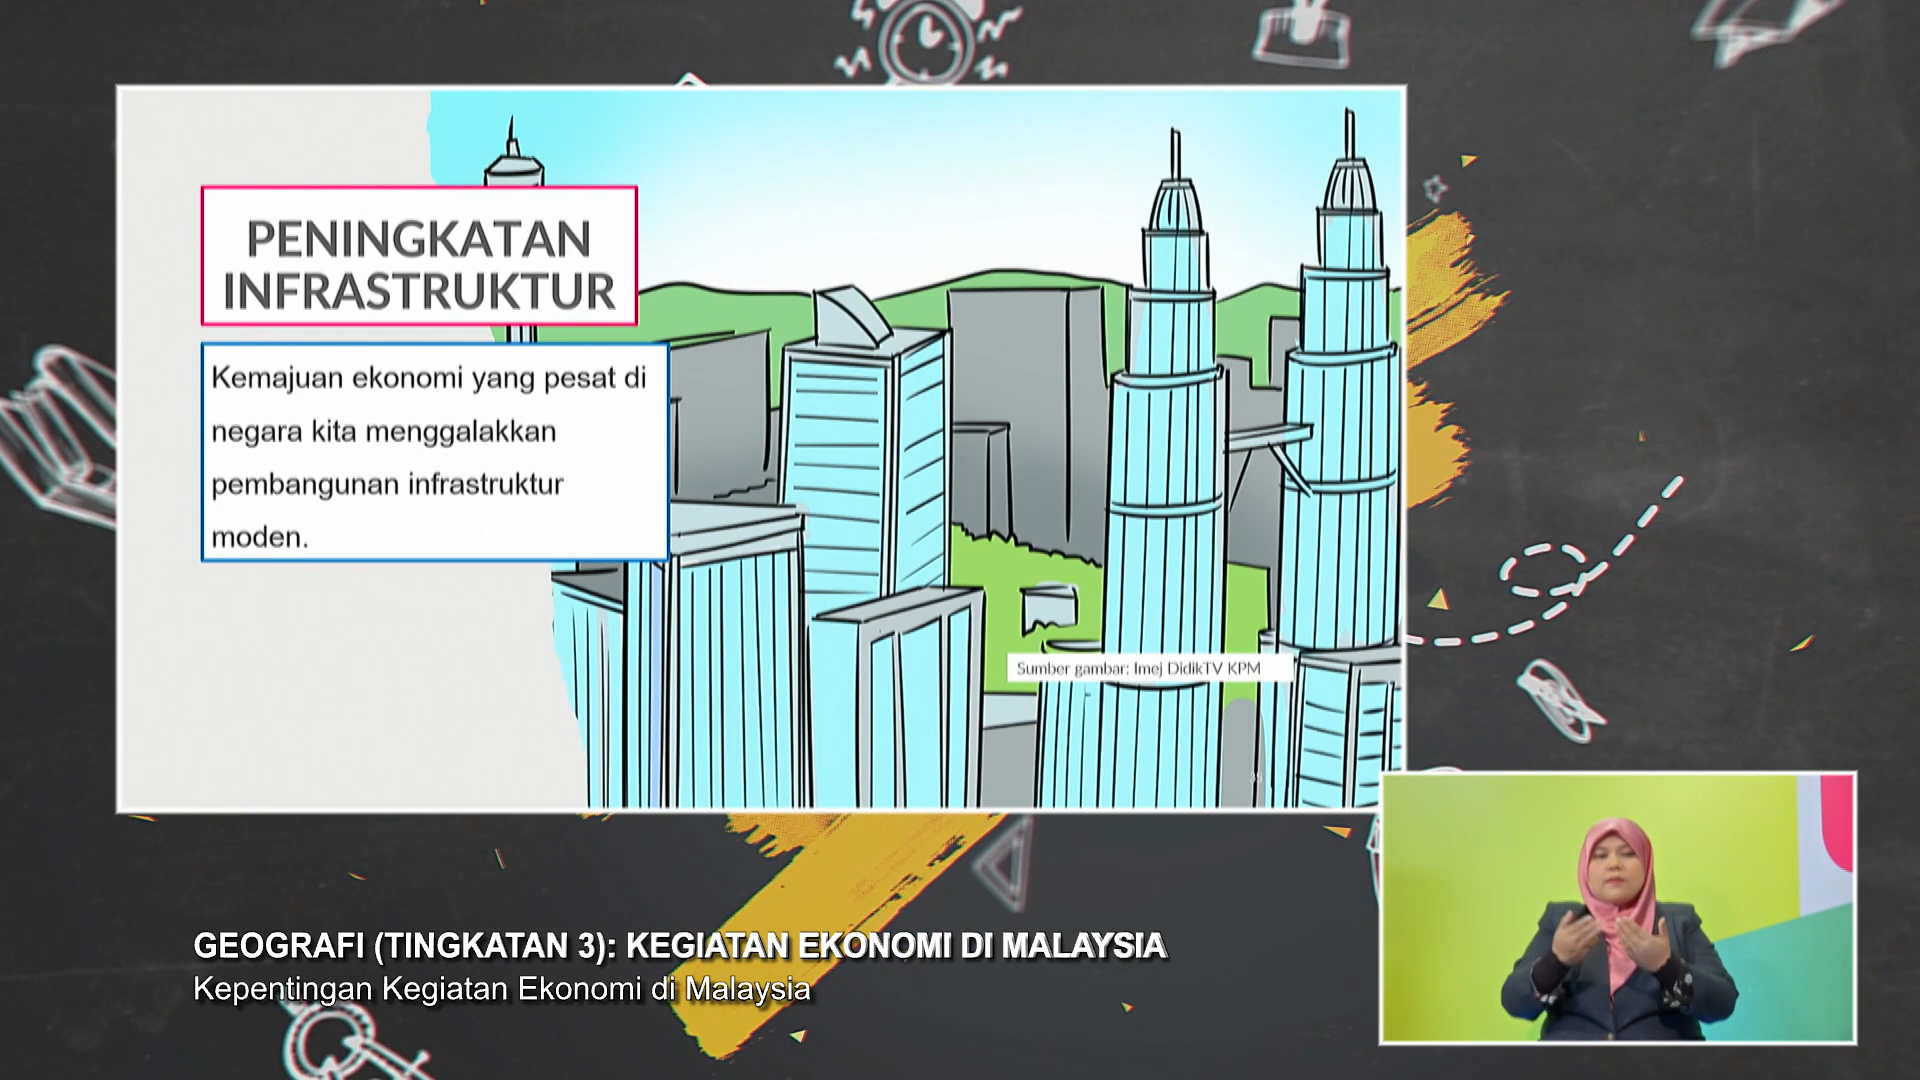 PENINGKATAN
INFRASTRUKTUR
Kemajuan ekonomi yang pesat di
negara kita menggalakkan
pembangunan infrastruktur
moden.
Sumber gambar: Imej DidikTV KPM
GEOGRAFI (TINGKATAN 3): KEGIATAN EKONOMI DI MALAYSIA
Kepentingan Kegiatan Ekonomi di Malaysia